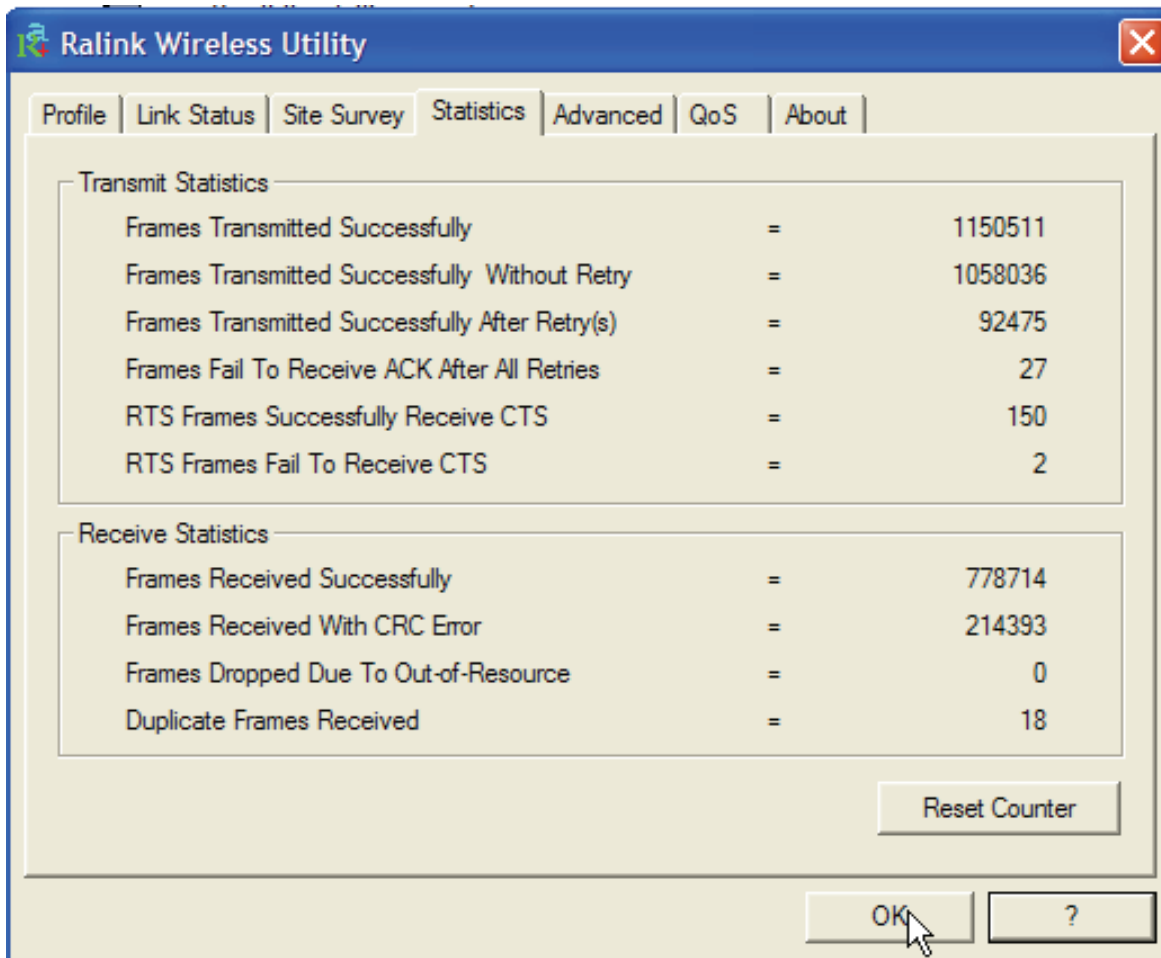 Ralink Wireless Utility
Profile Link Status Site Survey Statistics Advanced QoS About
Transmit Statistics
Frames Transmitted Successfully = 1150511
Frames Transmitted Successfully Without Retry = 1058036
Frames Transmitted Successfully After Retry(s) = 92475
Frames Fail To Receive ACK After All Retries = 27
RTS Frames Successfully Receive CTS = 150
RTS Frames Fail To Receive CTS = 2
Receive Statistics
Frames Received Successfully = 778714
Frames Received With CRC Error = 214393
Frames Dropped Due To Out-of-Resource = 0
Duplicate Frames Received = 18
Reset Counter
OK ?